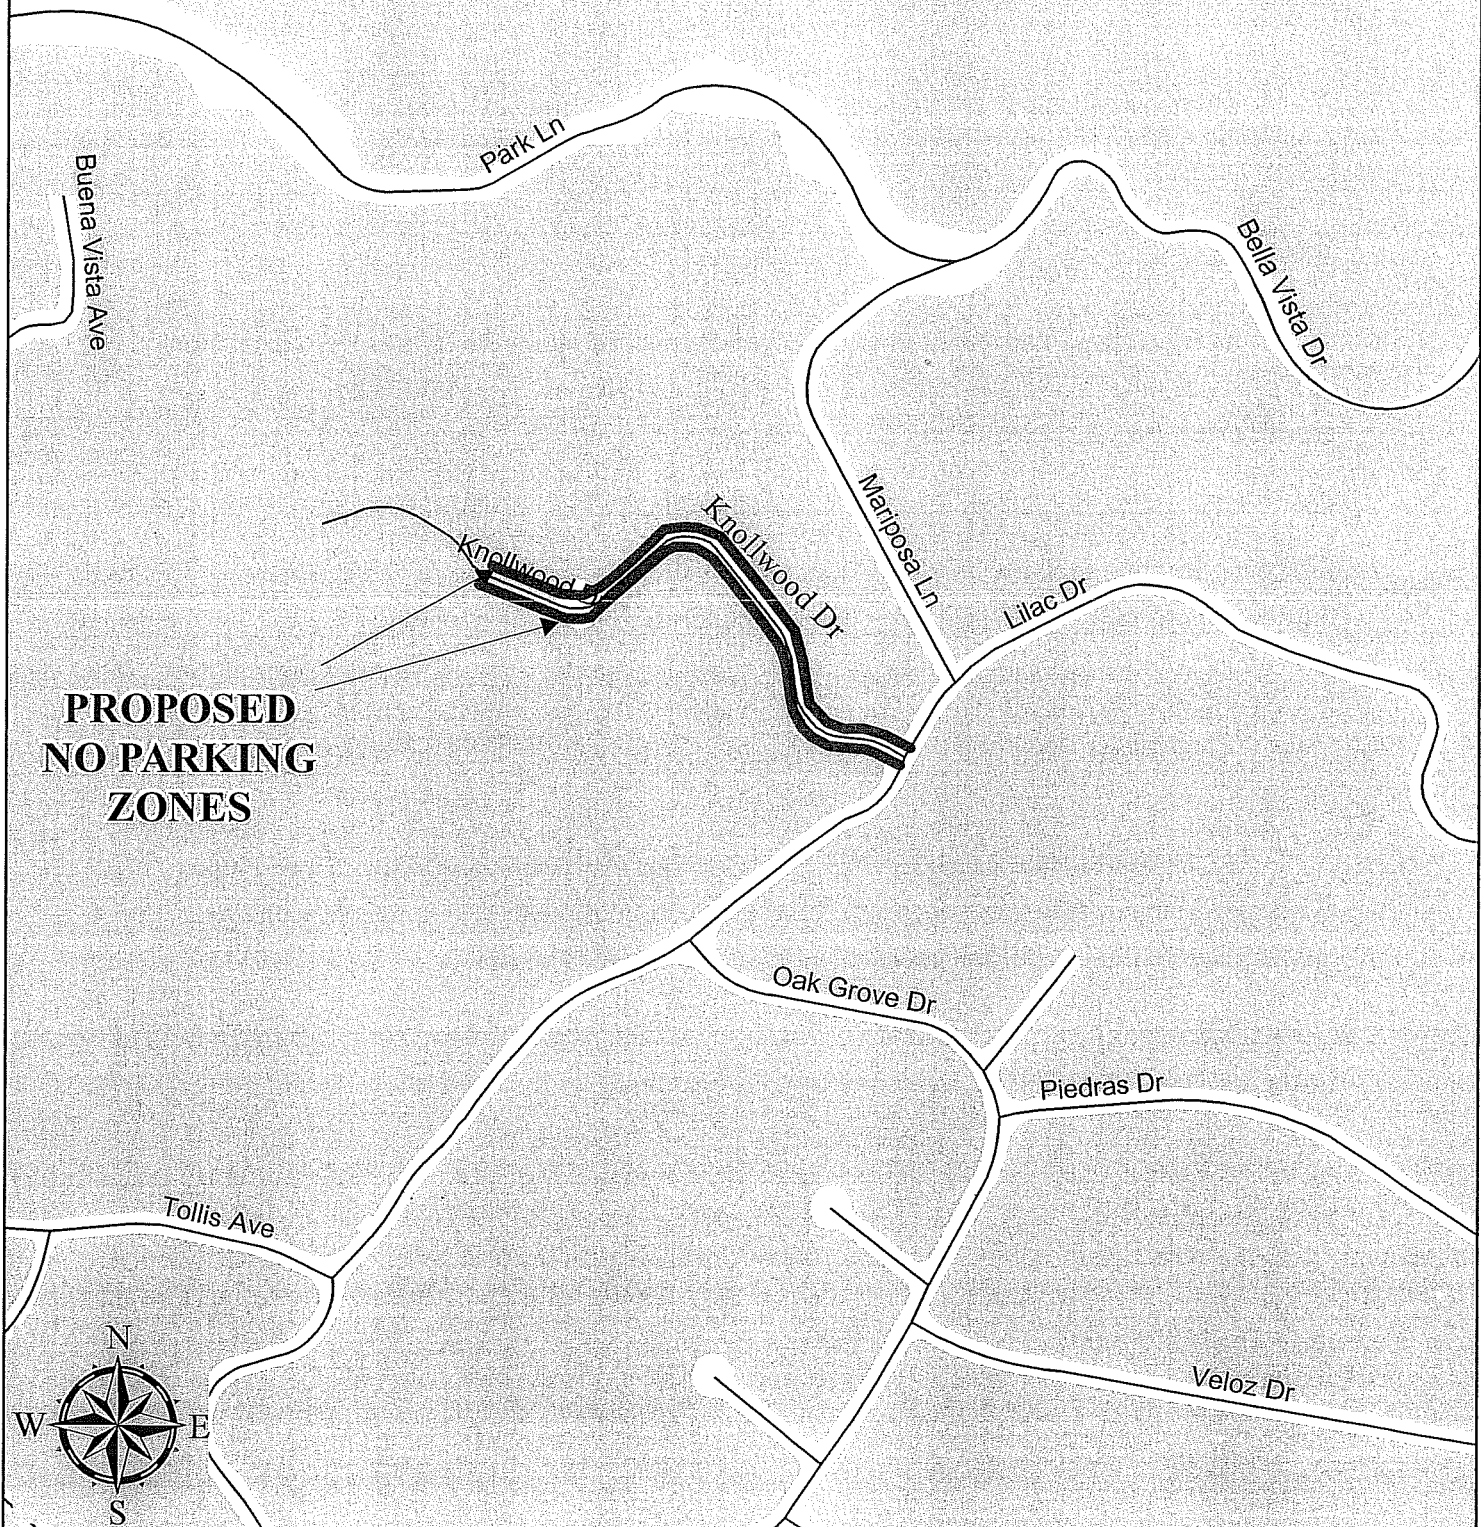 Park Ln
Buena Vista Ave
Bella Vista Dr
Mariposa Ln
Knollwood
Knollwood Dr
Lilac Dr
PROPOSED
NO PARKING
ZONES
Oak Grove Dr
Piedras Dr
Tollis Ave
Veloz Dr
N
W
E
S